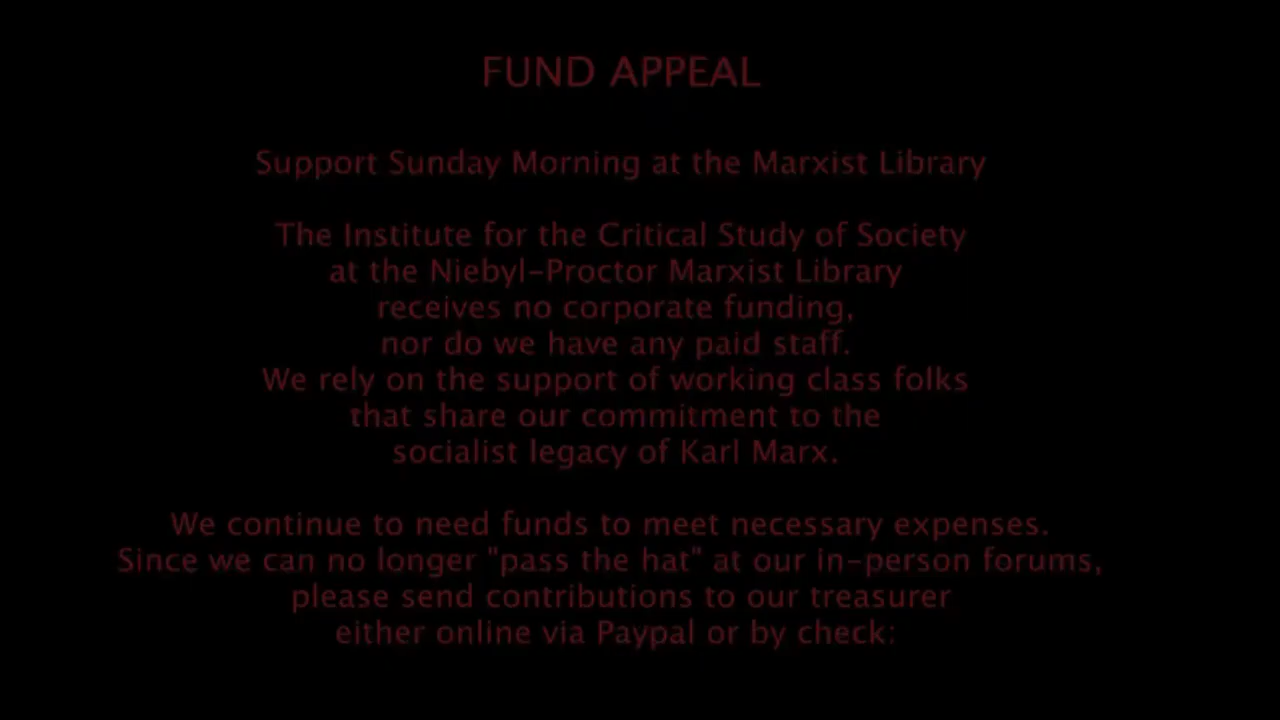 FUND APPEAL
Support Sunday Morning at the Marxist Library
The Institute for the Critical Study of Society
at the Niebyl-Proctor Marxist Library
receives no corporate funding,
nor do we have any paid staff.
We rely on the support of working class folks
that share our commitment to the
socialist legacy of Karl Marx.
We continue to need funds to meet necessary expenses.
Since we can no longer "pass the hat" at our in-person forums,
please send contributions to our treasurer
either online via Paypal or by check: